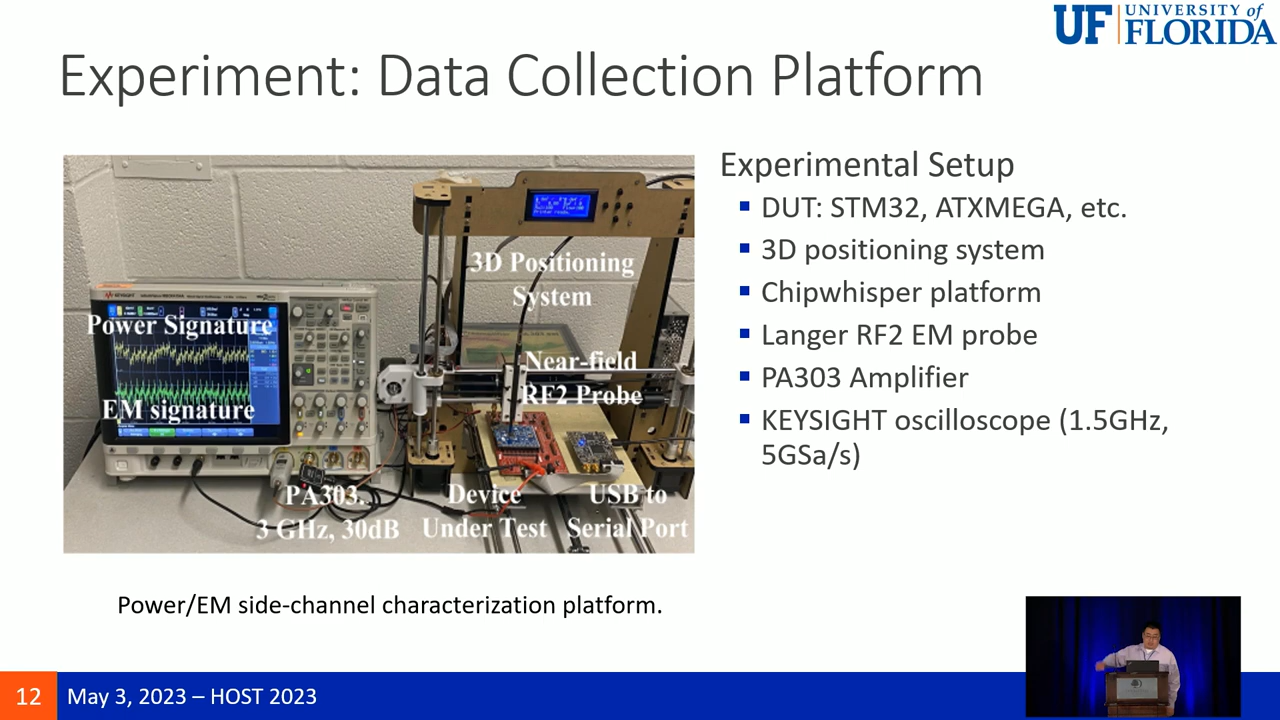 UF UNIVERSITY of
FLORIDA
Experiment: Data Collection Platform
Experimental Setup
DUT: STM32, ATXMEGA, etc.
3D positioning system
Chipwhisper platform
Langer RF2 EM probe
PA303 Amplifier
KEYSIGHT oscilloscope (1.5GHz,
5GSa/s)
KEYSIGHT
3D Positioning
System
Power Signature
Near-field
RF2 Probe
EM signature
PA303.
3 GHz, 30dB
Device
Under Test
USB to
Serial Port
Power/EM side-channel characterization platform.
12
May 3, 2023 – HOST 2023